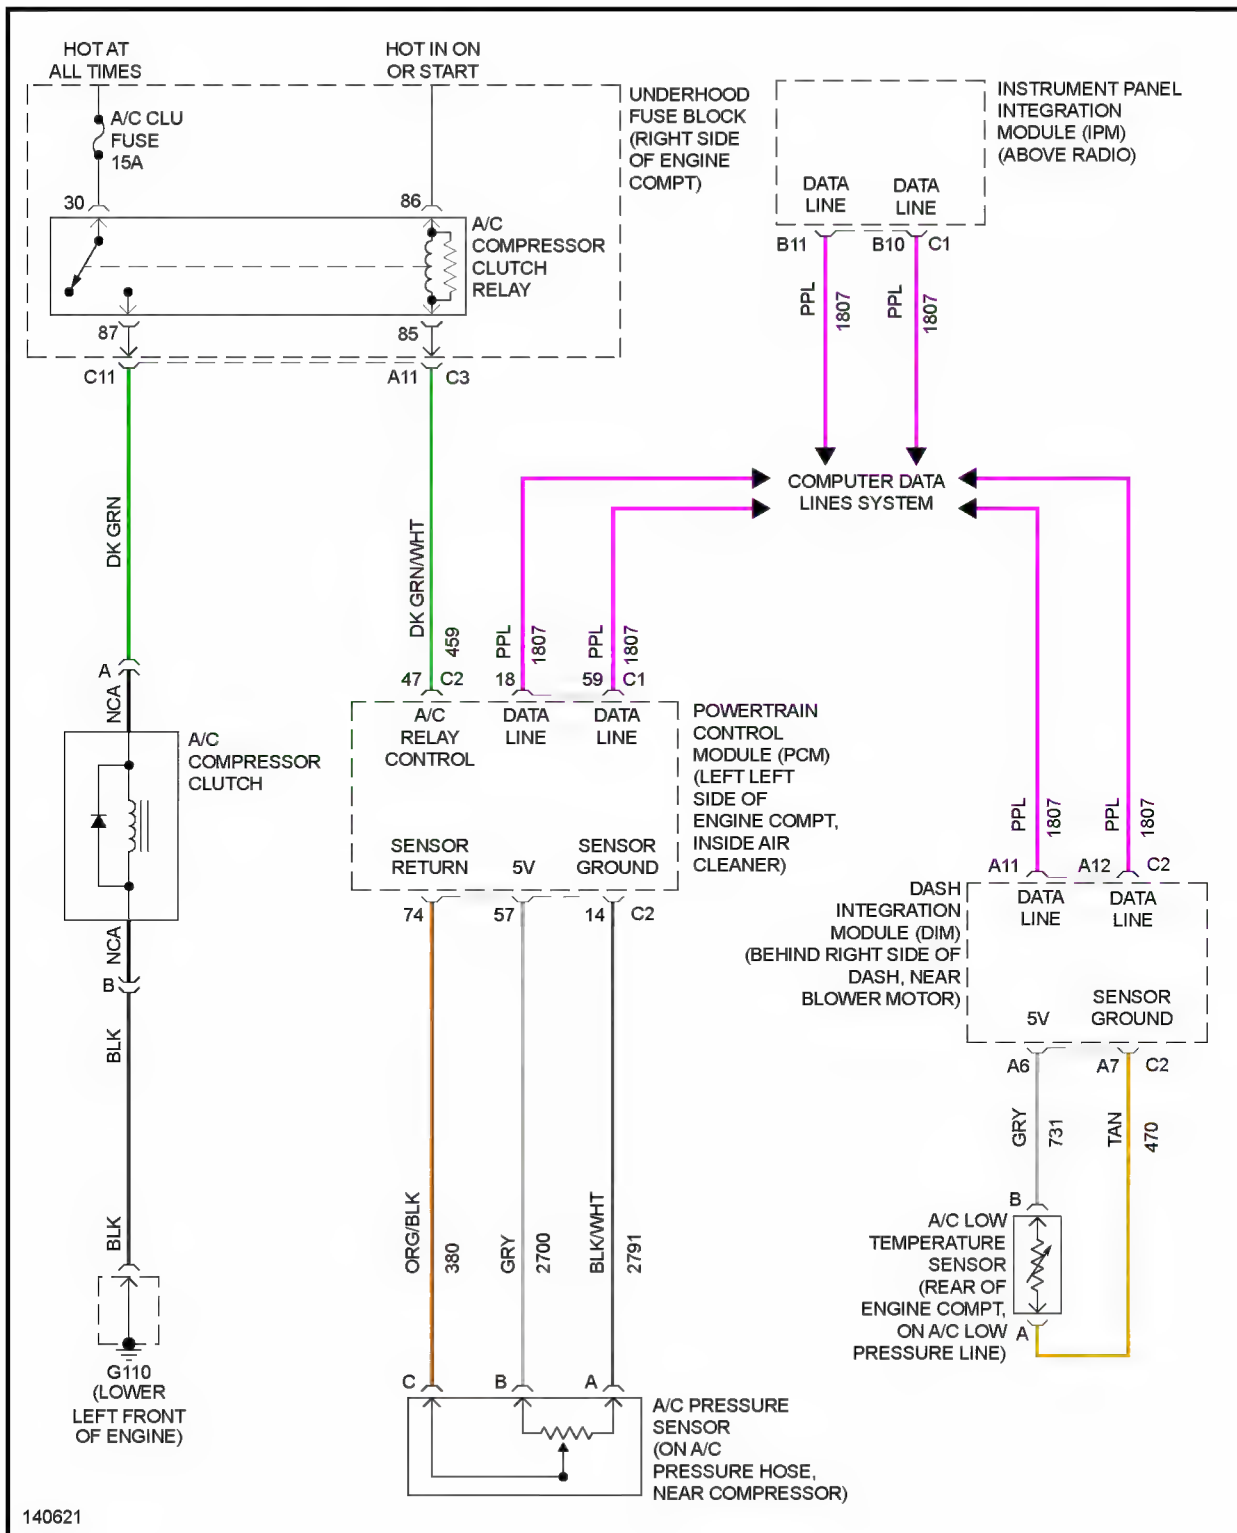 HOT AT
ALL TIMES
HOT IN ON
OR START
A/C CLU
FUSE
15A
UNDERHOOD
FUSE BLOCK
(RIGHT SIDE
OF ENGINE
COMPT)
INSTRUMENT PANEL
INTEGRATION
MODULE (IPM)
(ABOVE RADIO)
30
86
A/C
COMPRESSOR
CLUTCH
RELAY
DATA
LINE
DATA
LINE
B11
B10
C1
87
85
C11
A11
C3
PPL
1807
PPL
1807
COMPUTER DATA
LINES SYSTEM
DK GRN
DK GRN/WHT
459
PPL
1807
PPL
1807
A
NCA
47
C2
18
59
C1
A/C
RELAY
CONTROL
DATA
LINE
DATA
LINE
POWERTRAIN
CONTROL
MODULE (PCM)
(LEFT LEFT
SIDE OF
ENGINE COMPT,
INSIDE AIR
CLEANER)
A/C
COMPRESSOR
CLUTCH
SENSOR
RETURN
5V
SENSOR
GROUND
74
57
14
C2
PPL
1807
PPL
1807
A11
A12
C2
DASH
INTEGRATION
MODULE (DIM)
(BEHIND RIGHT SIDE OF
DASH, NEAR
BLOWER MOTOR)
DATA
LINE
DATA
LINE
5V
SENSOR
GROUND
NCA
B
BLK
A6
A7
C2
GRY
731
TAN
470
BLK
ORG/BLK
380
GRY
2700
BLK/WHT
2791
B
A/C LOW
TEMPERATURE
SENSOR
(REAR OF
ENGINE COMPT,
ON A/C LOW
PRESSURE LINE)
A
G110
(LOWER
LEFT FRONT
OF ENGINE)
C
B
A
A/C PRESSURE
SENSOR
(ON A/C
PRESSURE HOSE,
NEAR COMPRESSOR)
140621